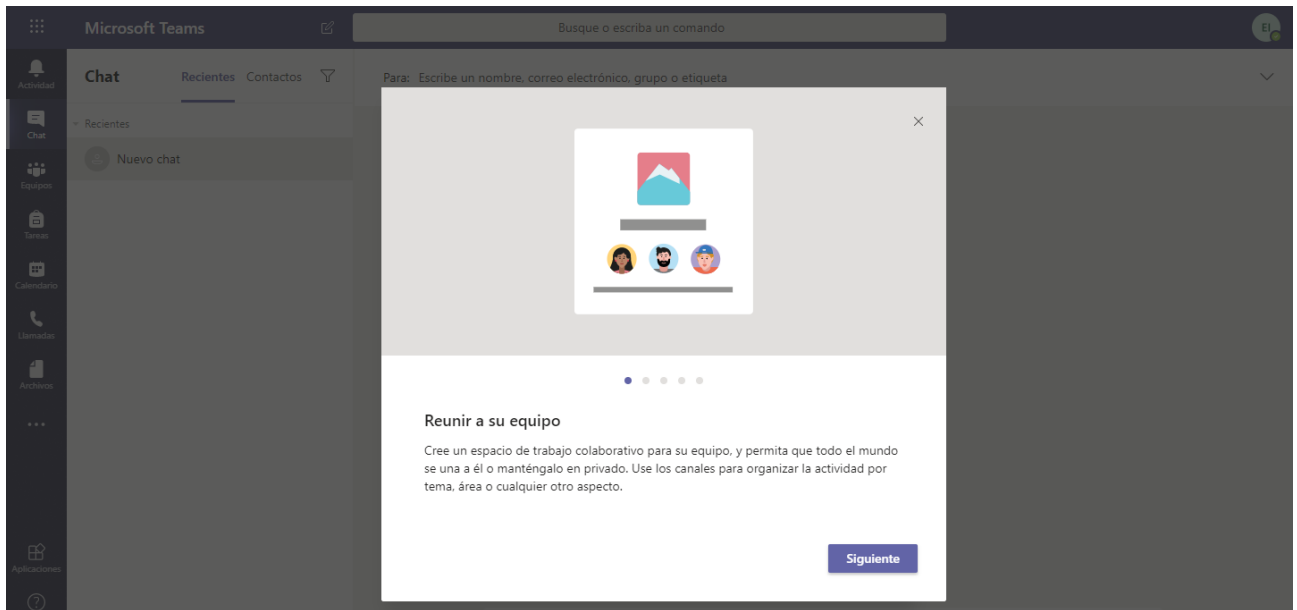 Microsoft Teams
Busque o escriba un comando
EI
Actividad
Chat
Equipos
Tareas
Calendario
Llamadas
Archivos
Aplicaciones
Chat
Recientes Contactos
Recientes
Nuevo chat
Para: Escribe un nombre, correo electrónico, grupo o etiqueta
Reunir a su equipo
Cree un espacio de trabajo colaborativo para su equipo, y permita que todo el mundo
se una a él o manténgalo en privado. Use los canales para organizar la actividad por
tema, área o cualquier otro aspecto.
Siguiente